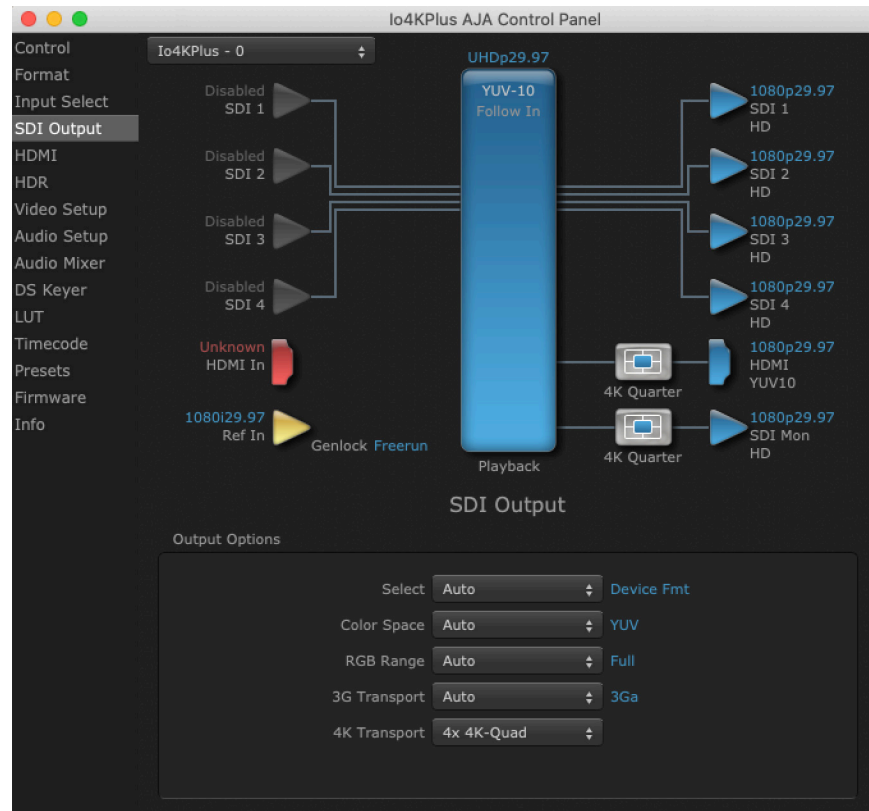 Io4KPlus AJA Control Panel
Control
Format
Input Select
SDI Output
HDMI
HDR
Video Setup
Audio Setup
Audio Mixer
DS Keyer
LUT
Timecode
Presets
Firmware
Info
Io4KPlus - 0
Disabled
SDI 1
Disabled
SDI 2
Disabled
SDI 3
Disabled
SDI 4
Unknown
HDMI In
1080i29.97
Ref In
Genlock Freerun
UHDp29.97
YUV-10
Follow In
Playback
4K Quarter
4K Quarter
1080p29.97
SDI 1
HD
1080p29.97
SDI 2
HD
1080p29.97
SDI 3
HD
1080p29.97
SDI 4
HD
1080p29.97
HDMI
YUV10
1080p29.97
SDI Mon
HD
SDI Output
Output Options
Select Auto Device Fmt
Color Space Auto YUV
RGB Range Auto Full
3G Transport Auto 3Ga
4K Transport 4x 4K-Quad